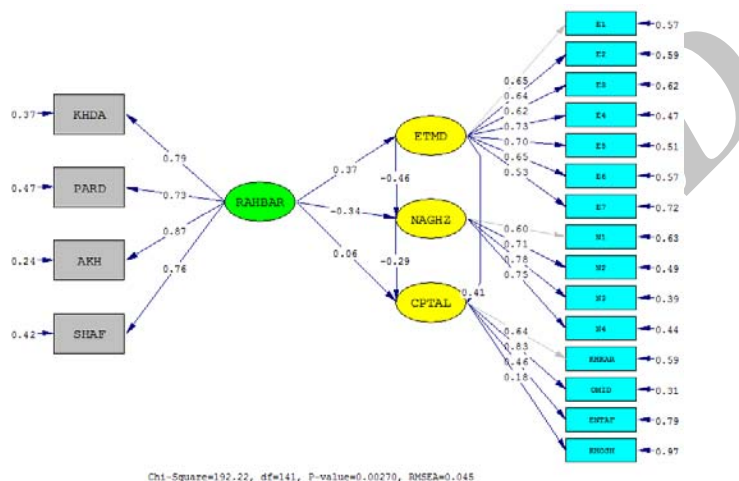 E1
0.57
E2
0.59
E3
0.62
E4
0.47
E5
0.51
E6
0.57
E7
0.72
N1
0.63
N2
0.49
N3
0.39
N4
0.44
0.59
OMID
0.31
ENTAF
0.79
KHOSH
0.97
0.37
KHDA
0.47
PARD
0.24
AKH
0.42
SHAF
0.79
0.73
0.87
0.76
RAHBAR
0.37
-0.34
0.06
ETMD
-0.46
NAGHZ
-0.29
CPTAL
0.41
0.65
0.64
0.62
0.73
0.70
0.65
0.53
0.60
0.71
0.78
0.75
0.64
0.83
0.46
0.18
Chi-Square=192.22, df=141, P-value=0.00270, RMSEA=0.045